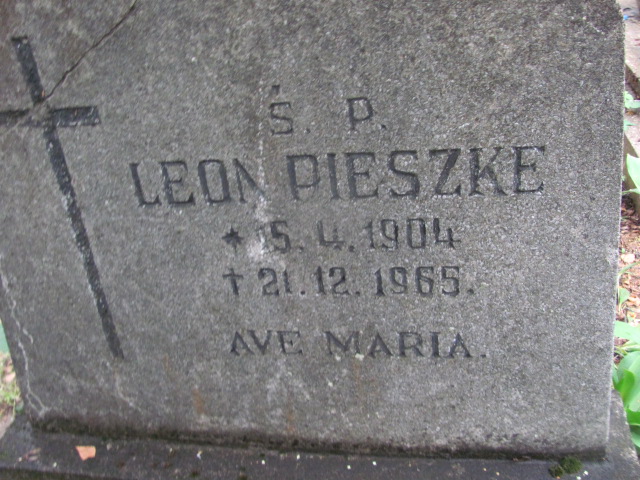 Ś. P.
LEON PIESZKE
* 15. 4. 1904
† 21. 12. 1965.
AVE MARIA.